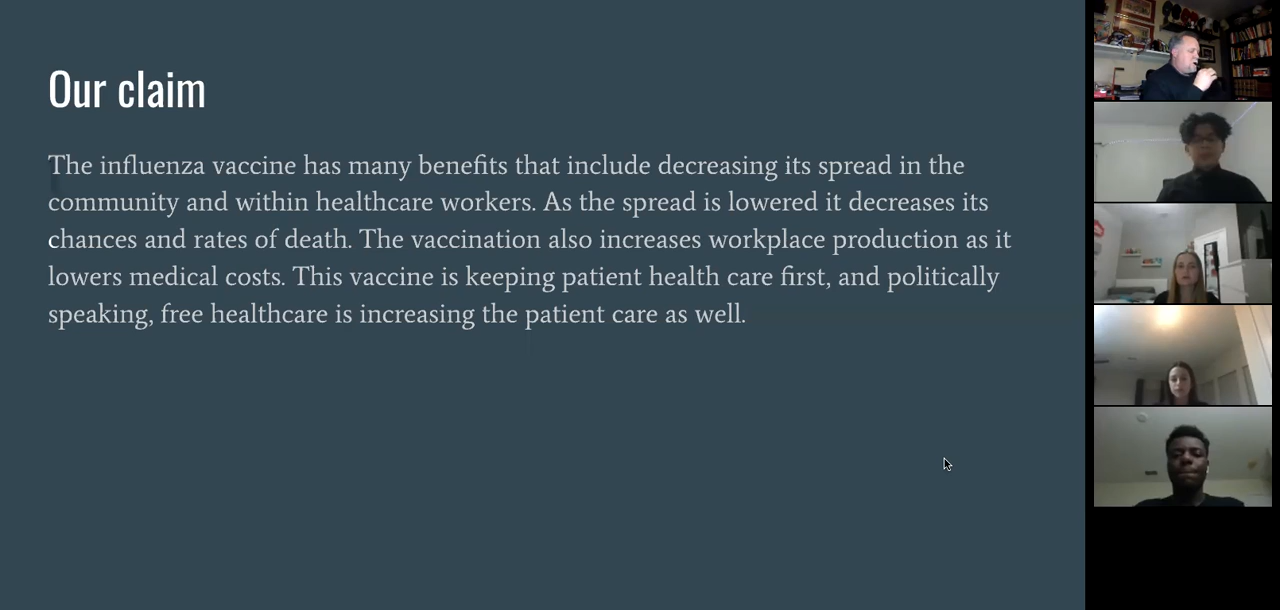 Our claim
The influenza vaccine has many benefits that include decreasing its spread in the
community and within healthcare workers. As the spread is lowered it decreases its
chances and rates of death. The vaccination also increases workplace production as it
lowers medical costs. This vaccine is keeping patient health care first, and politically
speaking, free healthcare is increasing the patient care as well.